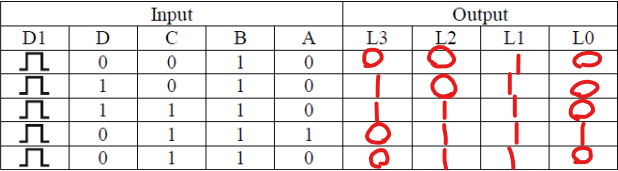 Input Output
D1 D C B A L3 L2 L1 L0
0 0 1 0 0 0 1 0
1 0 1 0 1 0 1 0
1 1 1 0 1 1 1 0
0 1 1 1 0 1 1 1
0 1 1 0 0 1 1 0